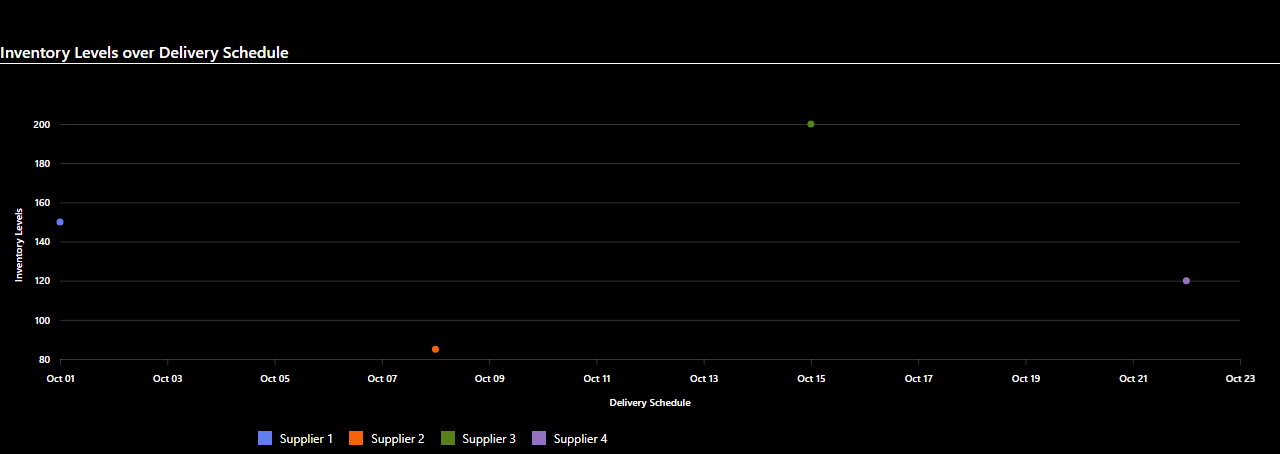 Inventory Levels over Delivery Schedule
200
180
160
140
120
100
80
Inventory Levels
Oct 01 Oct 03 Oct 05 Oct 07 Oct 09 Oct 11 Oct 13 Oct 15 Oct 17 Oct 19 Oct 21 Oct 23
Delivery Schedule
Supplier 1 Supplier 2 Supplier 3 Supplier 4